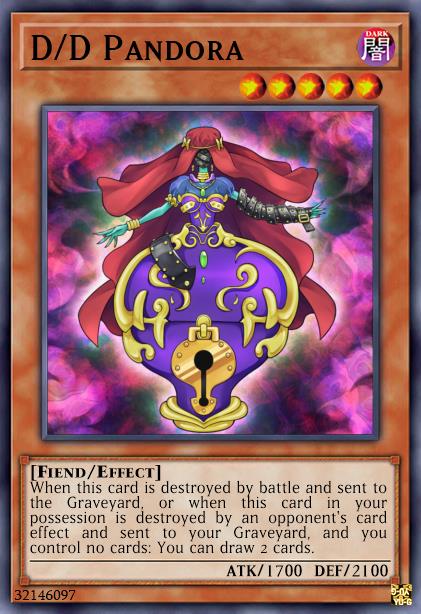 D/D PANDORA
DARK
闇
[FIEND/EFFECT]
When this card is destroyed by battle and sent to
the Graveyard, or when this card in your
possession is destroyed by an opponent's card
effect and sent to your Graveyard, and you
control no cards: You can draw 2 cards.
ATK/1700 DEF/2100
32146097